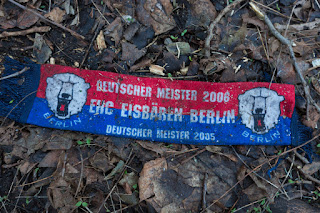 DEUTSCHER MEISTER 2006
EHC EISBÄREN BERLIN
DEUTSCHER MEISTER 2005
BERLIN
BERLIN